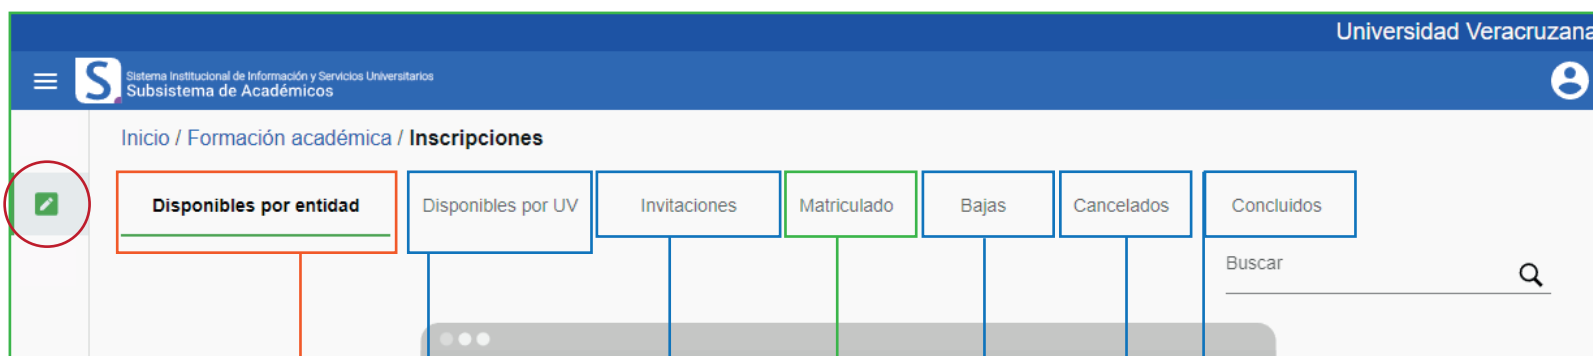 Universidad Veracruzana
S.
Sistema Institucional de Información y Servicios Universitarios
Subsistema de Académicos
Inicio / Formación académica / Inscripciones
Disponibles por entidad
Disponibles por UV
Invitaciones
Matriculado
Bajas
Cancelados
Concluidos
Buscar